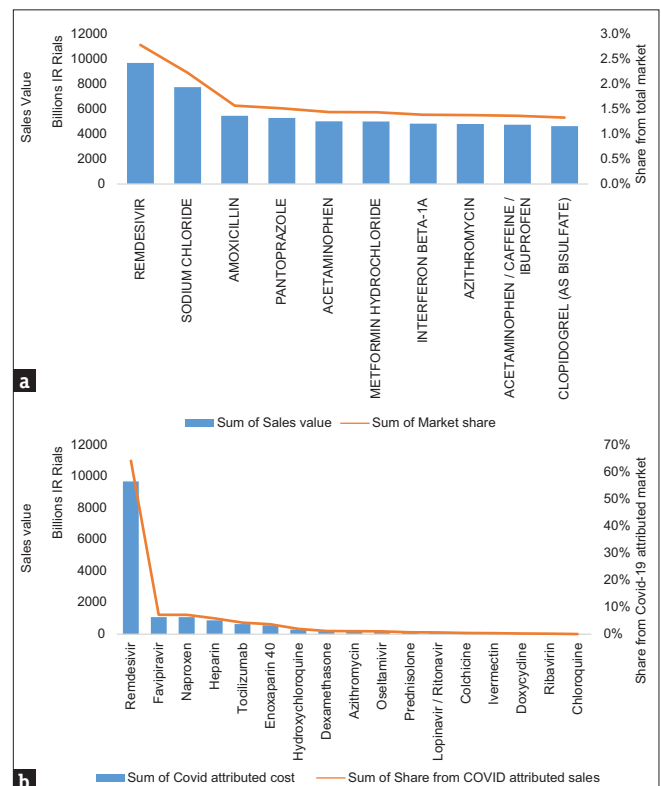 12000
10000
8000
6000
4000
2000
0
Sales Value
Billions IR Rials
3.0%
2.5%
2.0%
1.5%
1.0%
0.5%
0.0%
Share from total market
REMDESIVIR
SODIUM CHLORIDE
AMOXICILLIN
PANTOPRAZOLE
ACETAMINOPHEN
METFORMIN HYDROCHLORIDE
INTERFERON BETA-1A
AZITHROMYCIN
ACETAMINOPHEN / CAFFEINE /
IBUPROFEN
CLOPIDOGREL (AS BISULFATE)
a
Sum of Sales value
Sum of Market share
12000
10000
8000
6000
4000
2000
0
Sales value
Billions IR Rials
70%
60%
50%
40%
30%
20%
10%
0%
Share from Covid-19 attributed market
Remdesivir
Favipiravir
Naproxen
Heparin
Tocilizumab
Enoxaparin 40
Hydroxychloroquine
Dexamethasone
Azithromycin
Oseltamivir
Prednisolone
Lopinavir / Ritonavir
Colchicine
Ivermectin
Doxycycline
Ribavirin
Chloroquine
b
Sum of Covid attributed cost
Sum of Share from COVID attributed sales